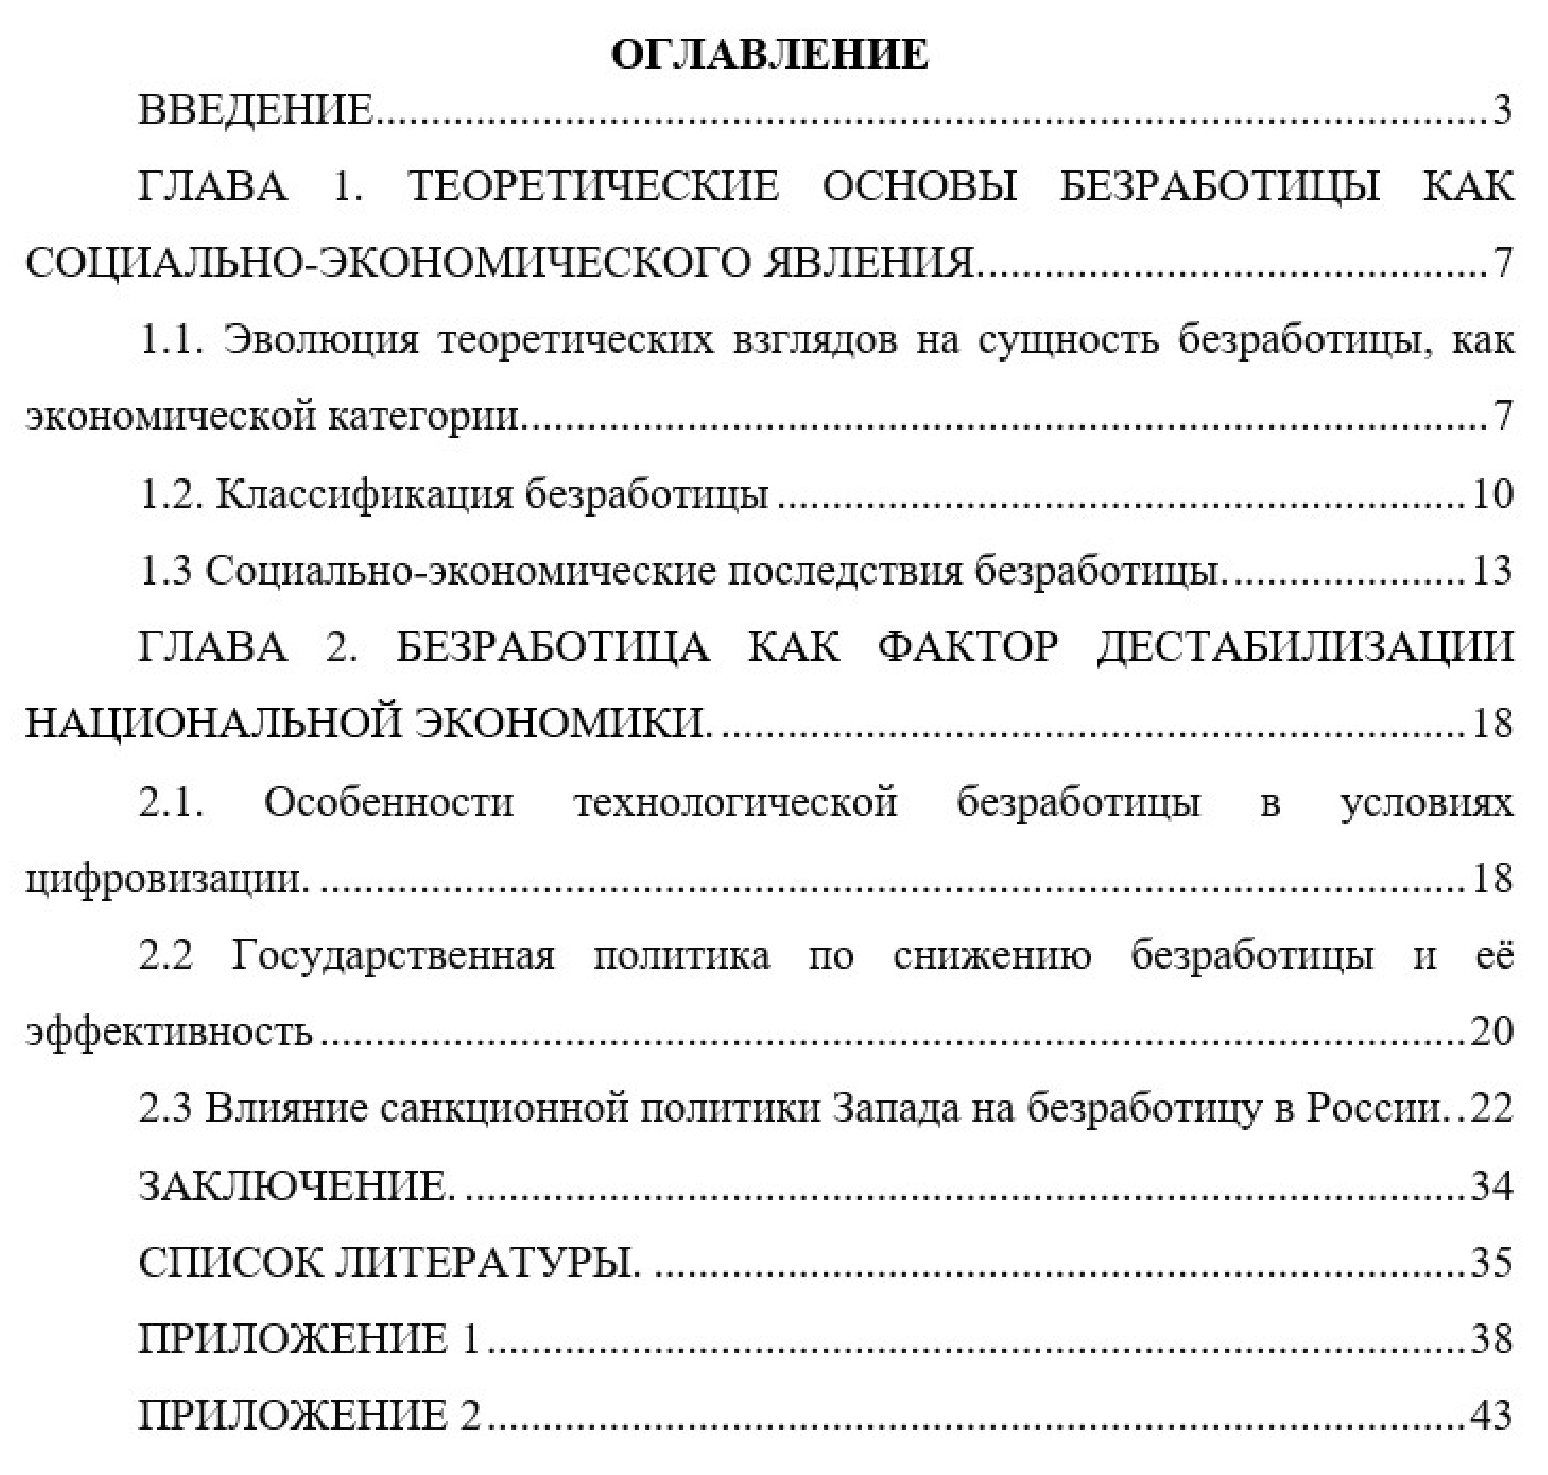 ОГЛАВЛЕНИЕ
ВВЕДЕНИЕ........................................................................................................3
ГЛАВА 1. ТЕОРЕТИЧЕСКИЕ ОСНОВЫ БЕЗРАБОТИЦЫ КАК
СОЦИАЛЬНО-ЭКОНОМИЧЕСКОГО ЯВЛЕНИЯ................................................7
1.1. Эволюция теоретических взглядов на сущность безработицы, как
экономической категории..........................................................................................7
1.2. Классификация безработицы ................................................................10
1.3 Социально-экономические последствия безработицы.......................13
ГЛАВА 2. БЕЗРАБОТИЦА КАК ФАКТОР ДЕСТАБИЛИЗАЦИИ
НАЦИОНАЛЬНОЙ ЭКОНОМИКИ. .....................................................................18
2.1. Особенности технологической безработицы в условиях
цифровизации. ...........................................................................................................18
2.2 Государственная политика по снижению безработицы и её
эффективность ...........................................................................................................20
2.3 Влияние санкционной политики Запада на безработицу в России..22
ЗАКЛЮЧЕНИЕ. .............................................................................................34
СПИСОК ЛИТЕРАТУРЫ. ............................................................................35
ПРИЛОЖЕНИЕ 1...........................................................................................38
ПРИЛОЖЕНИЕ 2...........................................................................................43